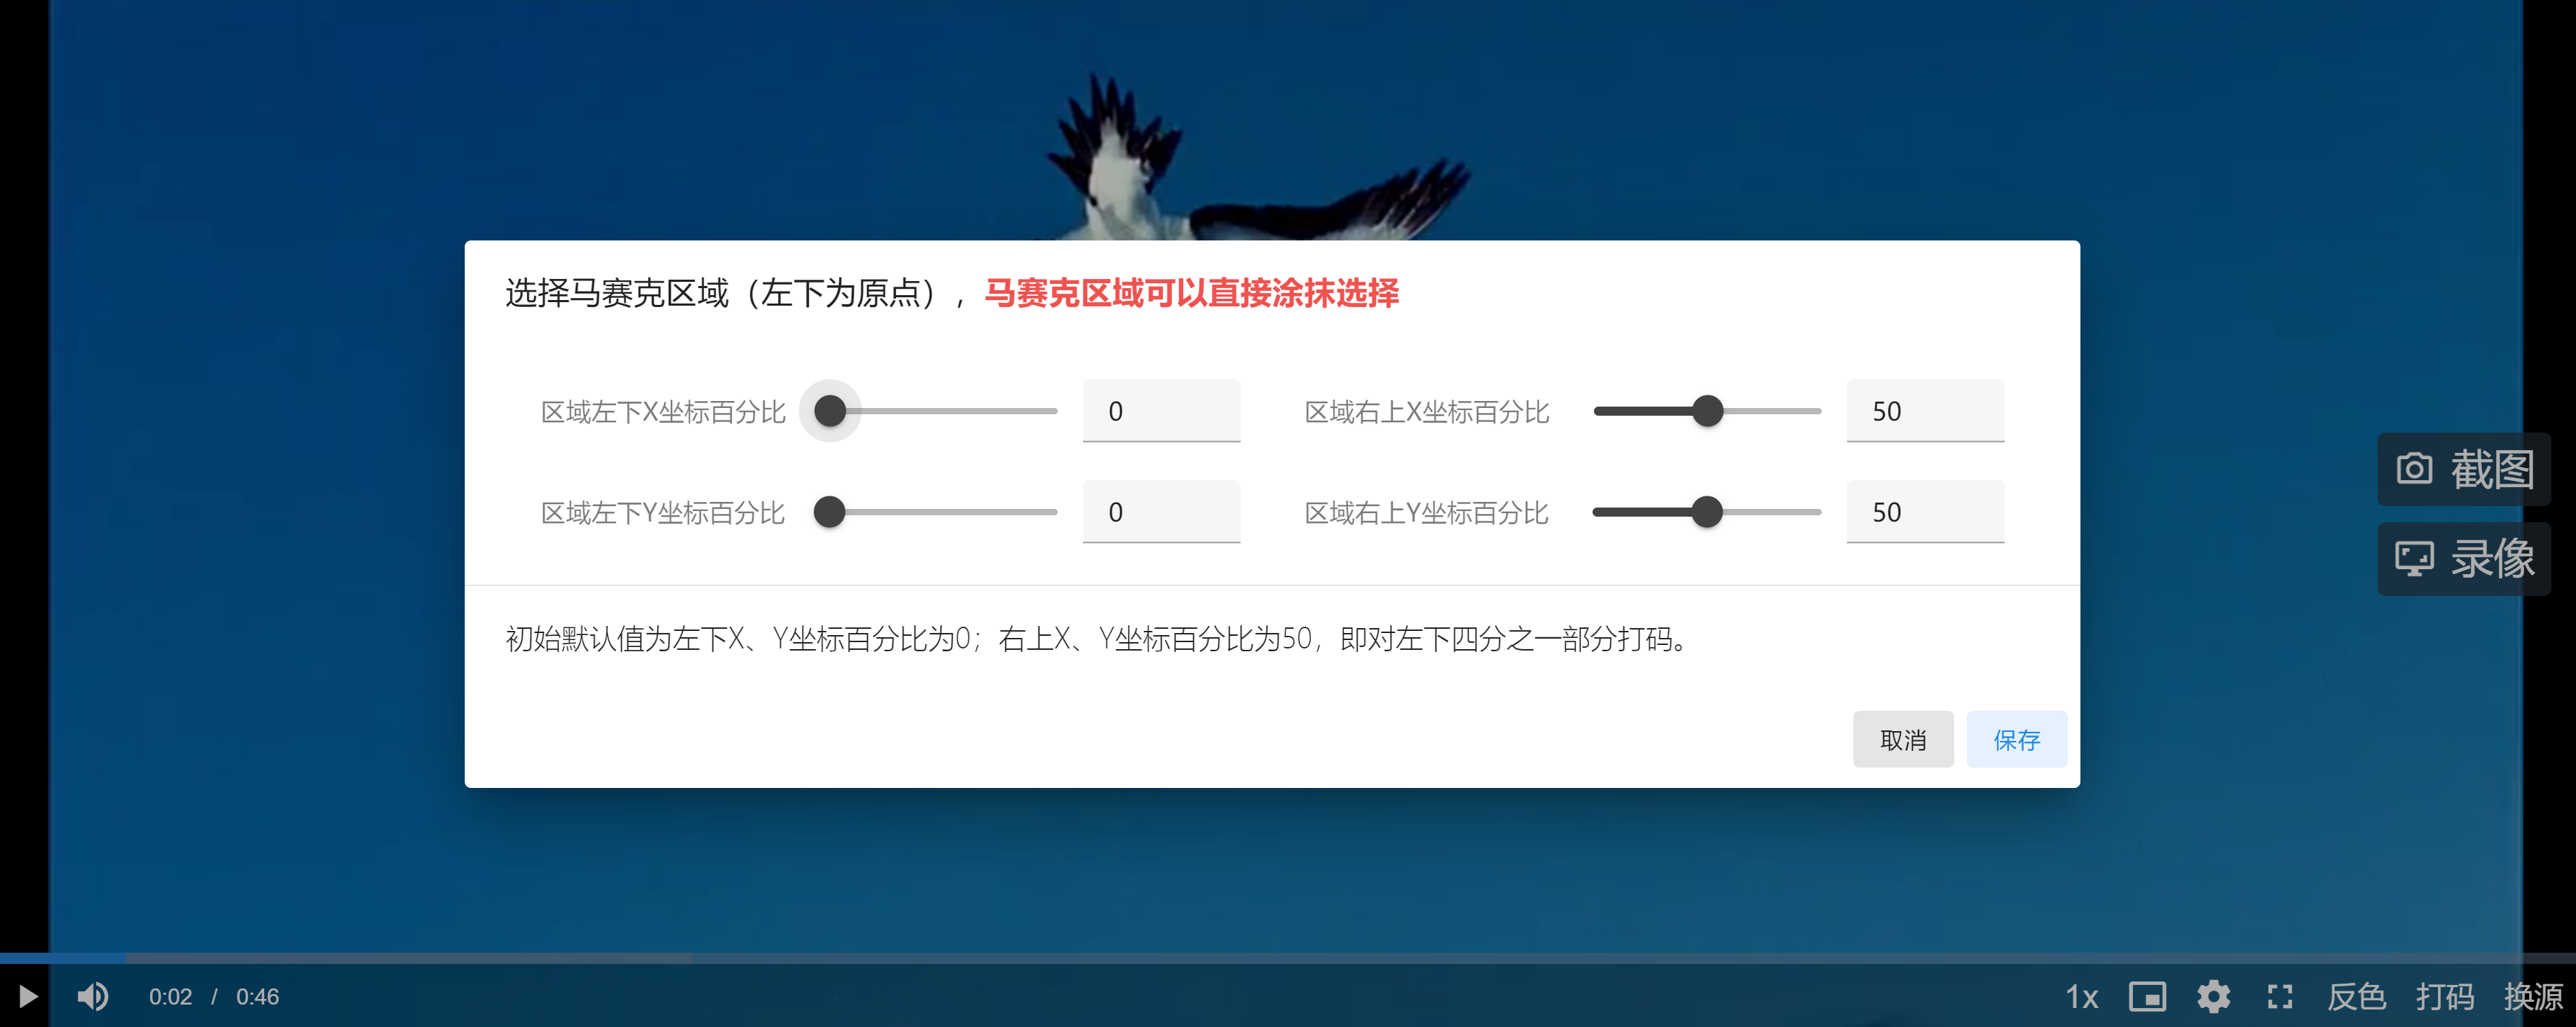 选择马赛克区域（左下为原点），马赛克区域可以直接涂抹选择
区域左下X坐标百分比 0 区域右上X坐标百分比 50
区域左下Y坐标百分比 0 区域右上Y坐标百分比 50
截图
录像
初始默认值为左下X、Y坐标百分比为0；右上X、Y坐标百分比为50，即对左下四分之一部分打码。
取消 保存
0:02 / 0:46 1x 反色 打码 换源